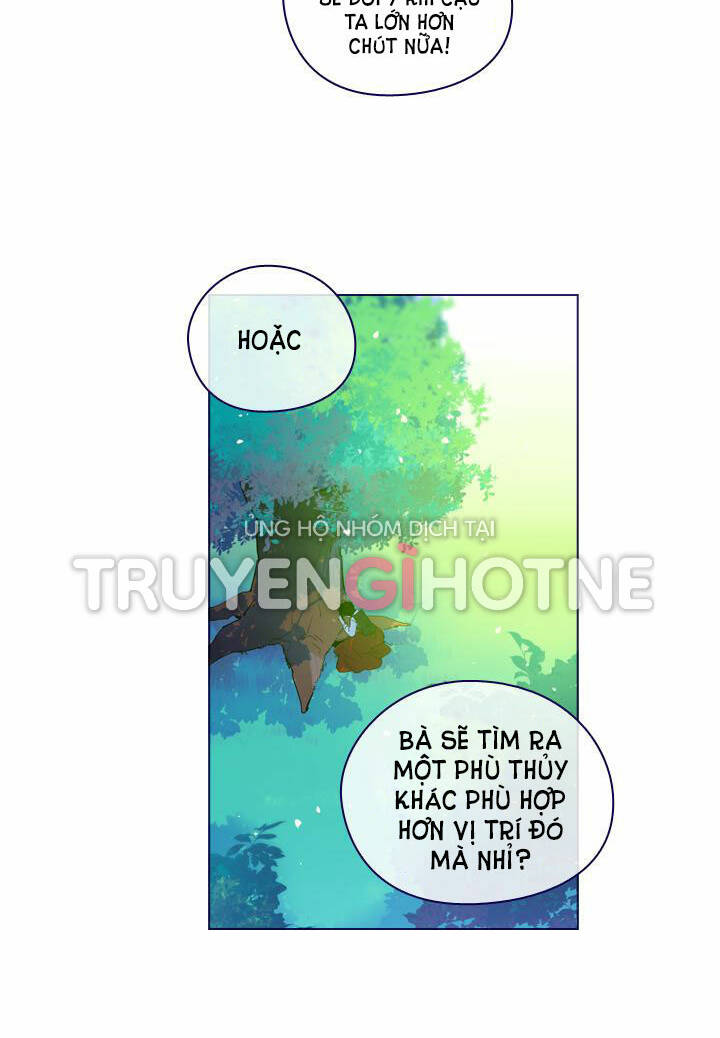 TA LỚN HƠN
CHÚT NỮA!
HOẶC
ỦNG HỘ NHÓM DỊCH TẠI
TRUYENGIHOTNE
BÀ SẼ TÌM RA
MỘT PHÙ THỦY
KHÁC PHÙ HỢP
HƠN VỊ TRÍ ĐÓ
MÀ NHỈ?